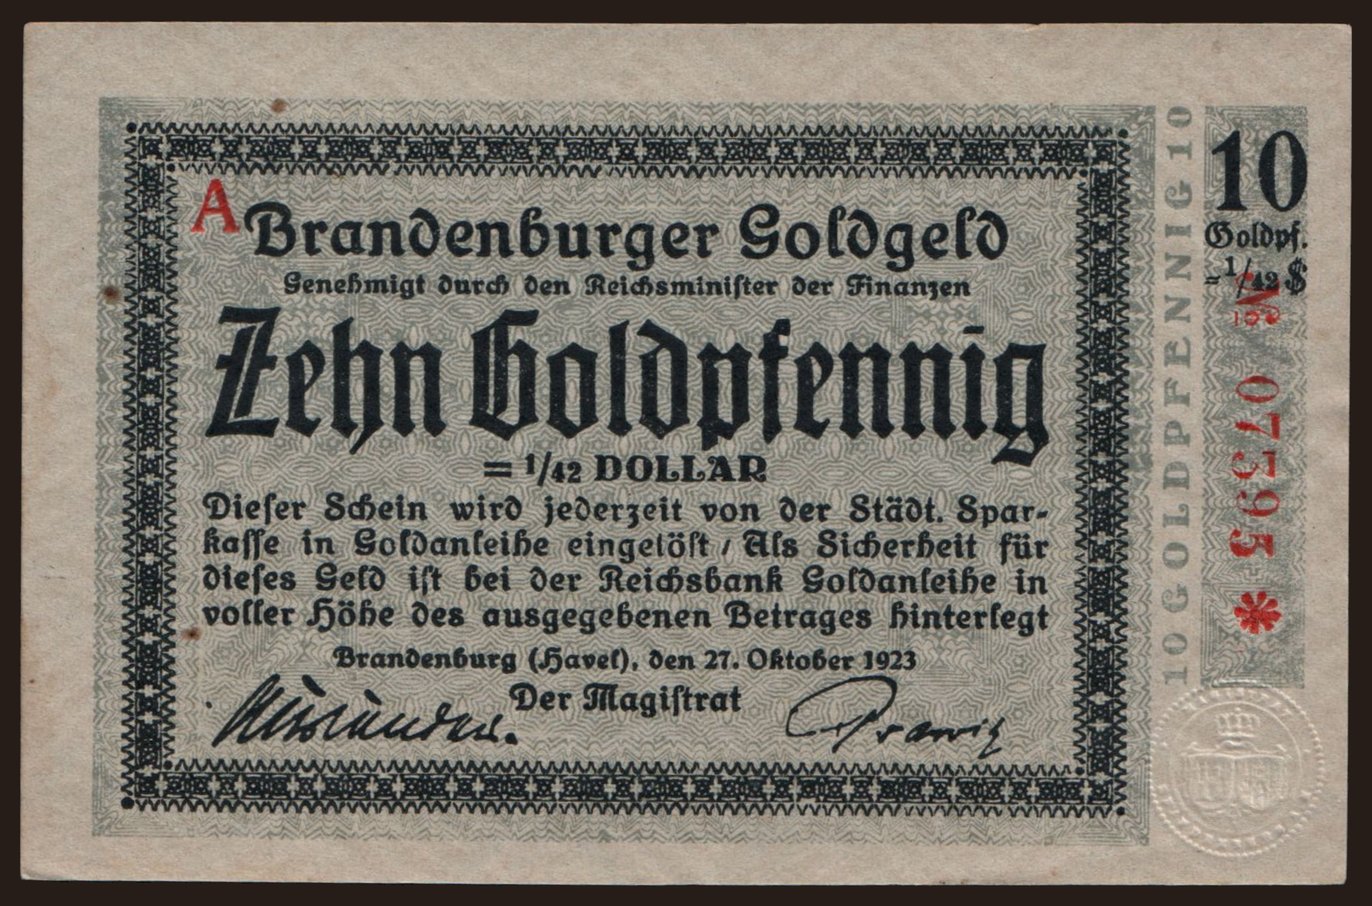 A
Brandenburger Goldgeld
Genehmigt durch den Reichsminister der Finanzen
Zehn Goldpfennig
= 1/42 DOLLAR
Dieser Schein wird jederzeit von der Städt. Spar-
kasse in Goldanleihe eingelöst / Als Sicherheit für
dieses Geld ist bei der Reichsbank Goldanleihe in
voller Höhe des ausgegebenen Betrages hinterlegt
Brandenburg (Havel), den 27. Oktober 1923
Der Magistrat
10 GOLDPFENNIG 10
10
Goldpf.
= 1/42 $
№ 07395 *